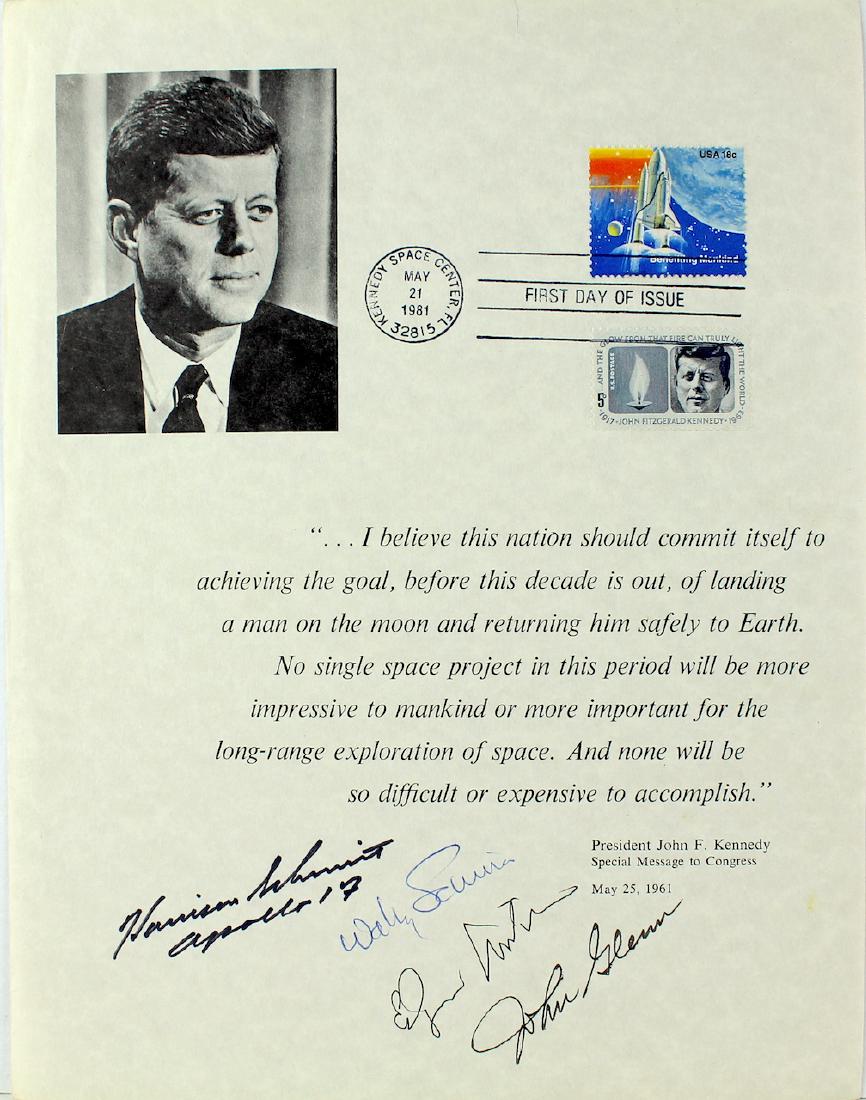 KENNEDY SPACE CENTER, FL
MAY
21
1981
32815
USA 18c
Benefiting Mankind
FIRST DAY OF ISSUE
AND THE GLOW FROM THAT FIRE CAN TRULY LIGHT THE WORLD
U.S. POSTAGE
5c
1917 · JOHN FITZGERALD KENNEDY · 1963
“. . . I believe this nation should commit itself to
achieving the goal, before this decade is out, of landing
a man on the moon and returning him safely to Earth.
No single space project in this period will be more
impressive to mankind or more important for the
long-range exploration of space. And none will be
so difficult or expensive to accomplish.”
President John F. Kennedy
Special Message to Congress
May 25, 1961
Harrison Schmitt
Apollo 17
Wally Schirra
John Glenn